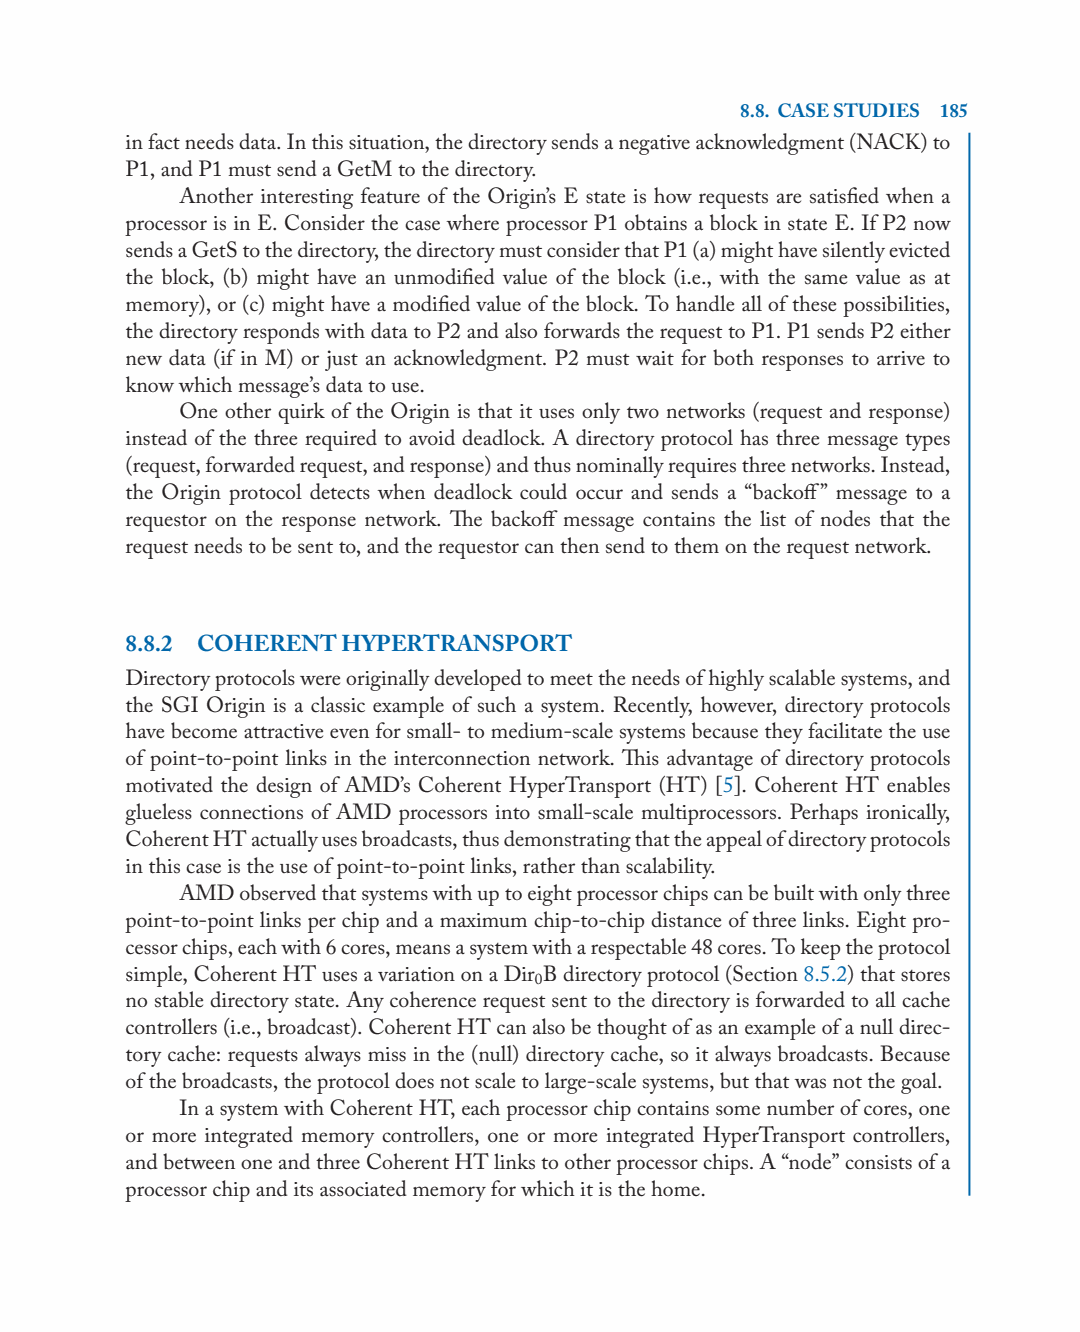 8.8. CASE STUDIES 185
in fact needs data. In this situation, the directory sends a negative acknowledgment (NACK) to
P1, and P1 must send a GetM to the directory.
Another interesting feature of the Origin’s E state is how requests are satisfied when a
processor is in E. Consider the case where processor P1 obtains a block in state E. If P2 now
sends a GetS to the directory, the directory must consider that P1 (a) might have silently evicted
the block, (b) might have an unmodified value of the block (i.e., with the same value as at
memory), or (c) might have a modified value of the block. To handle all of these possibilities,
the directory responds with data to P2 and also forwards the request to P1. P1 sends P2 either
new data (if in M) or just an acknowledgment. P2 must wait for both responses to arrive to
know which message’s data to use.
One other quirk of the Origin is that it uses only two networks (request and response)
instead of the three required to avoid deadlock. A directory protocol has three message types
(request, forwarded request, and response) and thus nominally requires three networks. Instead,
the Origin protocol detects when deadlock could occur and sends a “backoff” message to a
requestor on the response network. The backoff message contains the list of nodes that the
request needs to be sent to, and the requestor can then send to them on the request network.
8.8.2 COHERENT HYPERTRANSPORT
Directory protocols were originally developed to meet the needs of highly scalable systems, and
the SGI Origin is a classic example of such a system. Recently, however, directory protocols
have become attractive even for small- to medium-scale systems because they facilitate the use
of point-to-point links in the interconnection network. This advantage of directory protocols
motivated the design of AMD’s Coherent HyperTransport (HT) [5]. Coherent HT enables
glueless connections of AMD processors into small-scale multiprocessors. Perhaps ironically,
Coherent HT actually uses broadcasts, thus demonstrating that the appeal of directory protocols
in this case is the use of point-to-point links, rather than scalability.
AMD observed that systems with up to eight processor chips can be built with only three
point-to-point links per chip and a maximum chip-to-chip distance of three links. Eight pro-
cessor chips, each with 6 cores, means a system with a respectable 48 cores. To keep the protocol
simple, Coherent HT uses a variation on a Dir₀B directory protocol (Section 8.5.2) that stores
no stable directory state. Any coherence request sent to the directory is forwarded to all cache
controllers (i.e., broadcast). Coherent HT can also be thought of as an example of a null direc-
tory cache: requests always miss in the (null) directory cache, so it always broadcasts. Because
of the broadcasts, the protocol does not scale to large-scale systems, but that was not the goal.
In a system with Coherent HT, each processor chip contains some number of cores, one
or more integrated memory controllers, one or more integrated HyperTransport controllers,
and between one and three Coherent HT links to other processor chips. A “node” consists of a
processor chip and its associated memory for which it is the home.